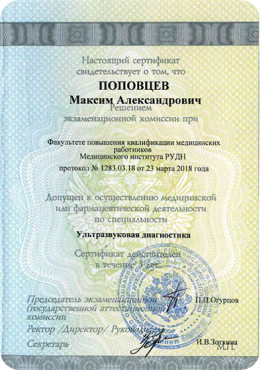 Настоящий сертификат
свидетельствует о том, что
ПОПОВЦЕВ
Максим Александрович
Решением
экзаменационной комиссии при
Факультете повышения квалификации медицинских
работников
Медицинского института РУДН
протокол № 1283.03.18 от 23 марта 2018 года
Допущен к осуществлению медицинской
или фармацевтической деятельности
по специальности
Ультразвуковая диагностика
Сертификат действителен
в течение 5 лет.
Председатель экзаменационной
(государственной аттестационной)
комиссии
П.П.Огурцов
Ректор /Директор/ Руководитель
Секретарь
И.В.Заикина
М.П.